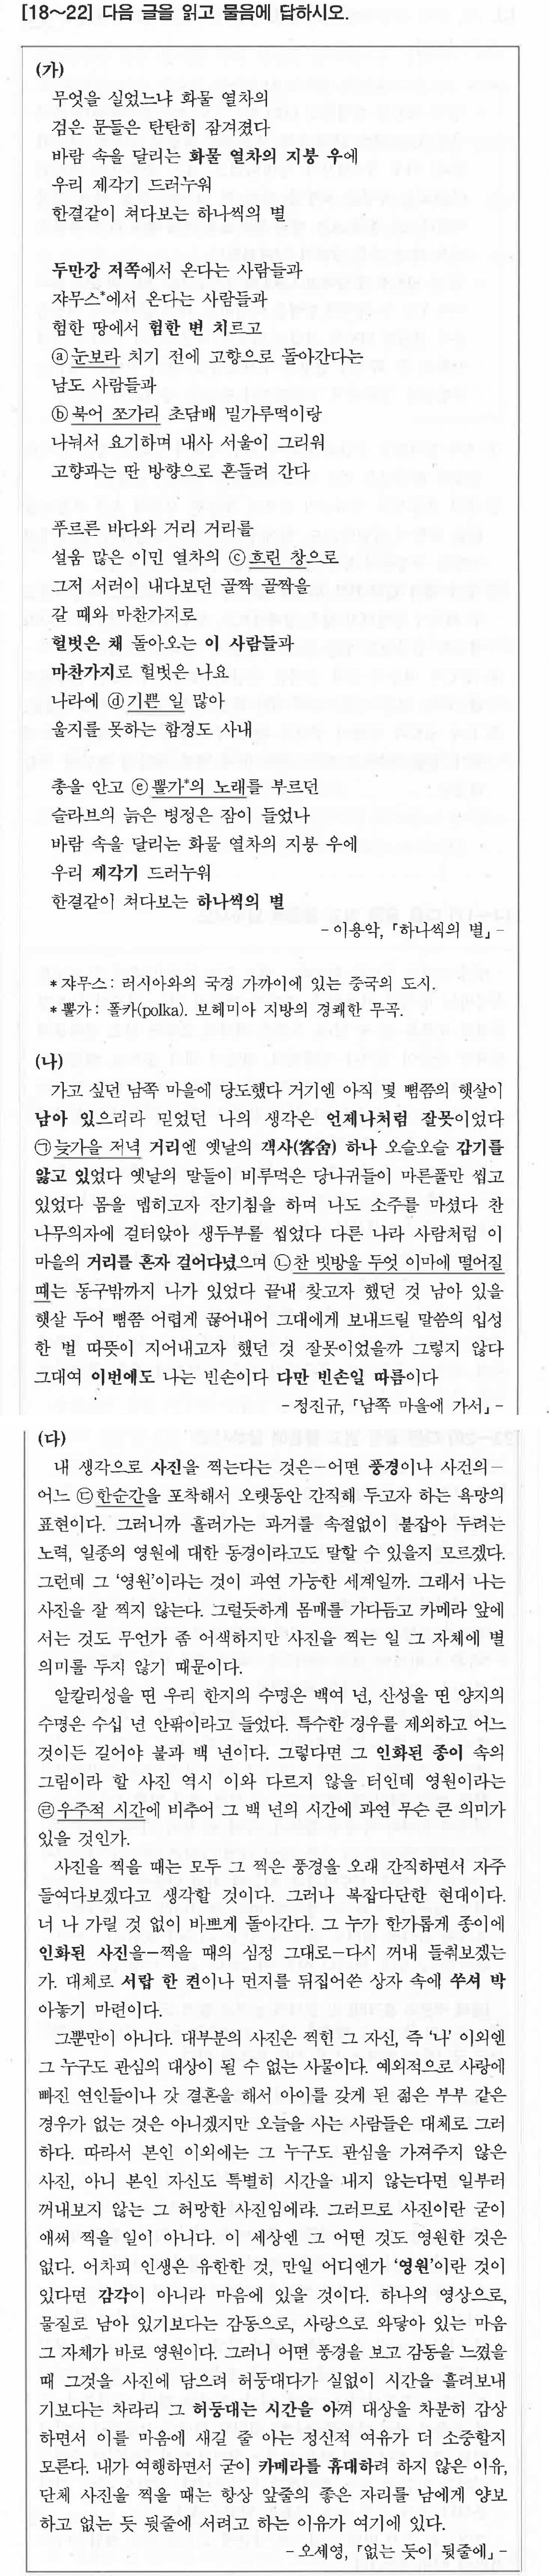 [18～22] 다음 글을 읽고 물음에 답하시오.
(가)
무엇을 실었느냐 화물 열차의
검은 문들은 탄탄히 잠겨졌다
바람 속을 달리는 화물 열차의 지붕 우에
우리 제각기 드러누워
한결같이 쳐다보는 하나씩의 별
두만강 저쪽에서 온다는 사람들과
쟈무스*에서 온다는 사람들과
험한 땅에서 험한 변 치르고
ⓐ눈보라 치기 전에 고향으로 돌아간다는
남도 사람들과
ⓑ북어 쪼가리 초담배 밀가루떡이랑
나눠서 요기하며 내사 서울이 그리워
고향과는 딴 방향으로 흔들려 간다
푸르른 바다와 거리 거리를
설움 많은 이민 열차의 ⓒ흐린 창으로
그저 서러이 내다보던 골짝 골짝을
갈 때와 마찬가지로
헐벗은 채 돌아오는 이 사람들과
마찬가지로 헐벗은 나요
나라에 ⓓ기쁜 일 많아
울지를 못하는 함경도 사내
총을 안고 ⓔ뽈가*의 노래를 부르던
슬라브의 늙은 병정은 잠이 들었나
바람 속을 달리는 화물 열차의 지붕 우에
우리 제각기 드러누워
한결같이 쳐다보는 하나씩의 별
- 이용악, 「하나씩의 별」 -
* 쟈무스: 러시아와의 국경 가까이에 있는 중국의 도시.
* 뽈가: 폴카(polka). 보헤미아 지방의 경쾌한 무곡.
(나)
가고 싶던 남쪽 마을에 당도했다 거기엔 아직 몇 뼘쯤의 햇살이
남아 있으리라 믿었던 나의 생각은 언제나처럼 잘못이었다
㉠늦가을 저녁 거리엔 옛날의 객사(客舍) 하나 오슬오슬 감기를
앓고 있었다 옛날의 말들이 비루먹은 당나귀들이 마른풀만 씹고
있었다 몸을 뎁히고자 잔기침을 하며 나도 소주를 마셨다 찬
나무의자에 걸터앉아 생두부를 씹었다 다른 나라 사람처럼 이
마을의 거리를 혼자 걸어다녔으며 ㉡찬 빗방울 두엇 이마에 떨어질
때는 동구밖까지 나가 있었다 끝내 찾고자 했던 것 남아 있을
햇살 두어 뼘쯤 어렵게 끊어내어 그대에게 보내드릴 말씀의 입성
한 벌 따뜻이 지어내고자 했던 것 잘못이었을까 그렇지 않다
그대여 이번에도 나는 빈손이다 다만 빈손일 따름이다
- 정진규, 「남쪽 마을에 가서」 -
(다)
내 생각으로 사진을 찍는다는 것은－어떤 풍경이나 사건의－
어느 ㉢한순간을 포착해서 오랫동안 간직해 두고자 하는 욕망의
표현이다. 그러니까 흘러가는 과거를 속절없이 붙잡아 두려는
노력, 일종의 영원에 대한 동경이라고도 말할 수 있을지 모르겠다.
그런데 그 ‘영원’이라는 것이 과연 가능한 세계일까. 그래서 나는
사진을 잘 찍지 않는다. 그럴듯하게 몸매를 가다듬고 카메라 앞에
서는 것도 무언가 좀 어색하지만 사진을 찍는 일 그 자체에 별
의미를 두지 않기 때문이다.
알칼리성을 띤 우리 한지의 수명은 백여 년, 산성을 띤 양지의
수명은 수십 년 안팎이라고 들었다. 특수한 경우를 제외하고 어느
것이든 길어야 불과 백 년이다. 그렇다면 그 인화된 종이 속의
그림이라 할 사진 역시 이와 다르지 않을 터인데 영원이라는
㉣우주적 시간에 비추어 그 백 년의 시간에 과연 무슨 큰 의미가
있을 것인가.
사진을 찍을 때는 모두 그 찍은 풍경을 오래 간직하면서 자주
들여다보겠다고 생각할 것이다. 그러나 복잡다단한 현대이다.
너 나 가릴 것 없이 바쁘게 돌아간다. 그 누가 한가롭게 종이에
인화된 사진을－찍을 때의 심정 그대로－다시 꺼내 들춰보겠는
가. 대체로 서랍 한 켠이나 먼지를 뒤집어쓴 상자 속에 쑤셔 박
아놓기 마련이다.
그뿐만이 아니다. 대부분의 사진은 찍힌 그 자신, 즉 ‘나’ 이외엔
그 누구도 관심의 대상이 될 수 없는 사물이다. 예외적으로 사랑에
빠진 연인들이나 갓 결혼을 해서 아이를 갖게 된 젊은 부부 같은
경우가 없는 것은 아니겠지만 오늘을 사는 사람들은 대체로 그러
하다. 따라서 본인 이외에는 그 누구도 관심을 가져주지 않은
사진, 아니 본인 자신도 특별히 시간을 내지 않는다면 일부러
꺼내보지 않는 그 허망한 사진임에랴. 그러므로 사진이란 굳이
애써 찍을 일이 아니다. 이 세상엔 그 어떤 것도 영원한 것은
없다. 어차피 인생은 유한한 것, 만일 어디엔가 ‘영원’이란 것이
있다면 감각이 아니라 마음에 있을 것이다. 하나의 영상으로,
물질로 남아 있기보다는 감동으로, 사랑으로 와닿아 있는 마음
그 자체가 바로 영원이다. 그러니 어떤 풍경을 보고 감동을 느꼈을
때 그것을 사진에 담으려 허둥대다가 실없이 시간을 흘려보내
기보다는 차라리 그 허둥대는 시간을 아껴 대상을 차분히 감상
하면서 이를 마음에 새길 줄 아는 정신적 여유가 더 소중할지
모른다. 내가 여행하면서 굳이 카메라를 휴대하려 하지 않은 이유,
단체 사진을 찍을 때는 항상 앞줄의 좋은 자리를 남에게 양보
하고 없는 듯 뒷줄에 서려고 하는 이유가 여기에 있다.
- 오세영, 「없는 듯이 뒷줄에」 -